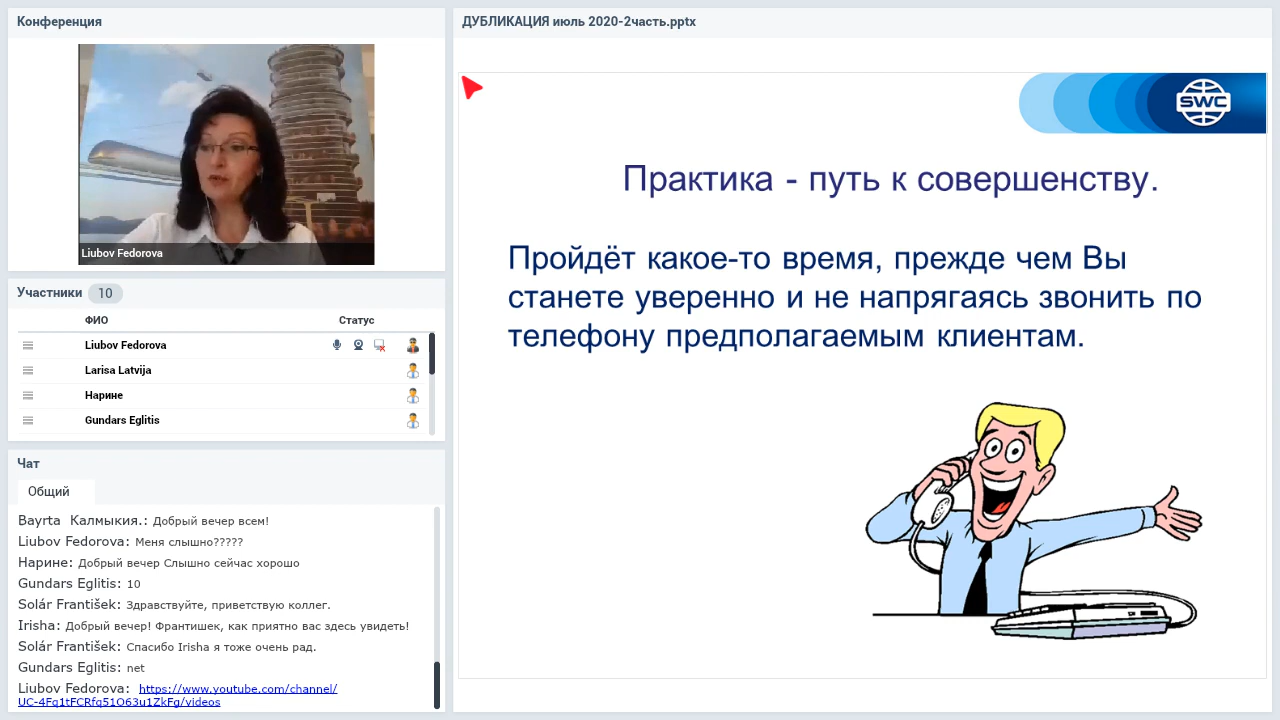 Конференция
Liubov Fedorova
Участники 10
ФИО Статус
Liubov Fedorova
Larisa Latvija
Нарине
Gundars Eglitis
Чат
Общий
Bayrta Калмыкия.: Добрый вечер всем!
Liubov Fedorova: Меня слышно?????
Нарине: Добрый вечер Слышно сейчас хорошо
Gundars Eglitis: 10
Solár František: Здравствуйте, приветствую коллег.
Irisha: Добрый вечер! Франтишек, как приятно вас здесь увидеть!
Solár František: Спасибо Irisha я тоже очень рад.
Gundars Eglitis: net
Liubov Fedorova: https://www.youtube.com/channel/
UC-4Fq1tFCRfq51O63u1ZkFg/videos
ДУБЛИКАЦИЯ июль 2020-2часть.pptx
SWC
Практика - путь к совершенству.
Пройдёт какое-то время, прежде чем Вы
станете уверенно и не напрягаясь звонить по
телефону предполагаемым клиентам.